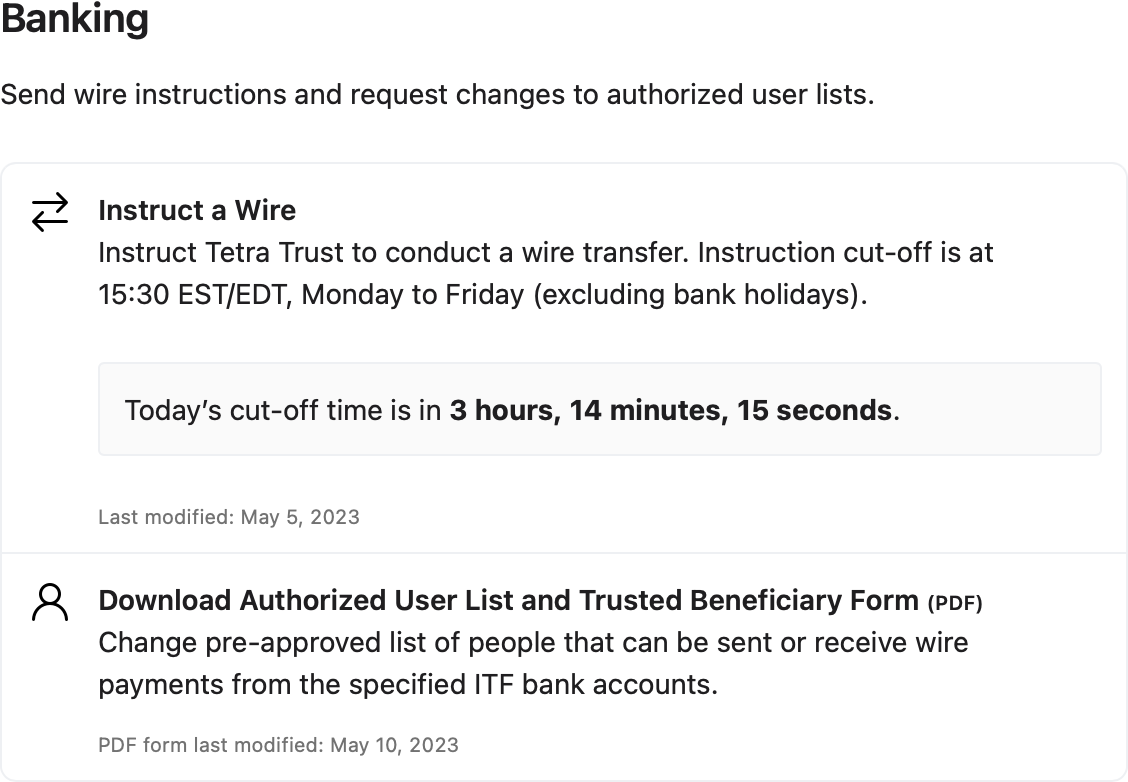 Banking
Send wire instructions and request changes to authorized user lists.
Instruct a Wire
Instruct Tetra Trust to conduct a wire transfer. Instruction cut-off is at
15:30 EST/EDT, Monday to Friday (excluding bank holidays).
Today’s cut-off time is in 3 hours, 14 minutes, 15 seconds.
Last modified: May 5, 2023
Download Authorized User List and Trusted Beneficiary Form (PDF)
Change pre-approved list of people that can be sent or receive wire
payments from the specified ITF bank accounts.
PDF form last modified: May 10, 2023